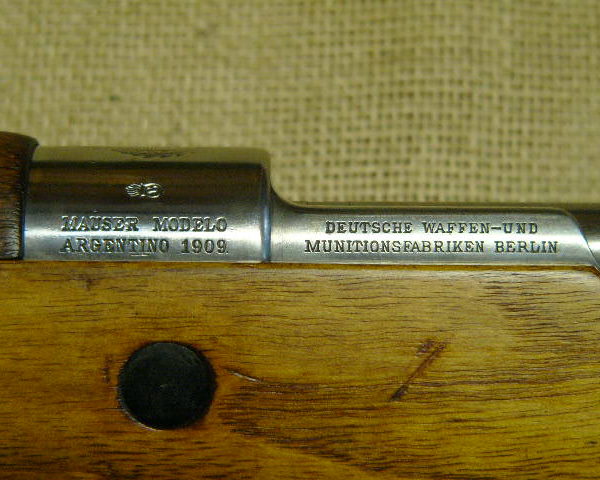 B
MAUSER MODELO
ARGENTINO 1909
DEUTSCHE WAFFEN-UND
MUNITIONSFABRIKEN BERLIN